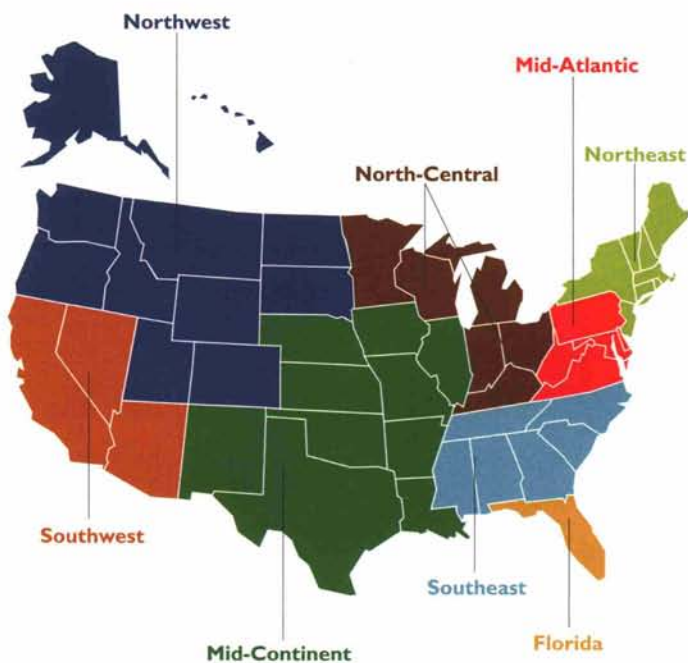 Northwest
Mid-Atlantic
Northeast
North-Central
Southwest
Southeast
Mid-Continent
Florida